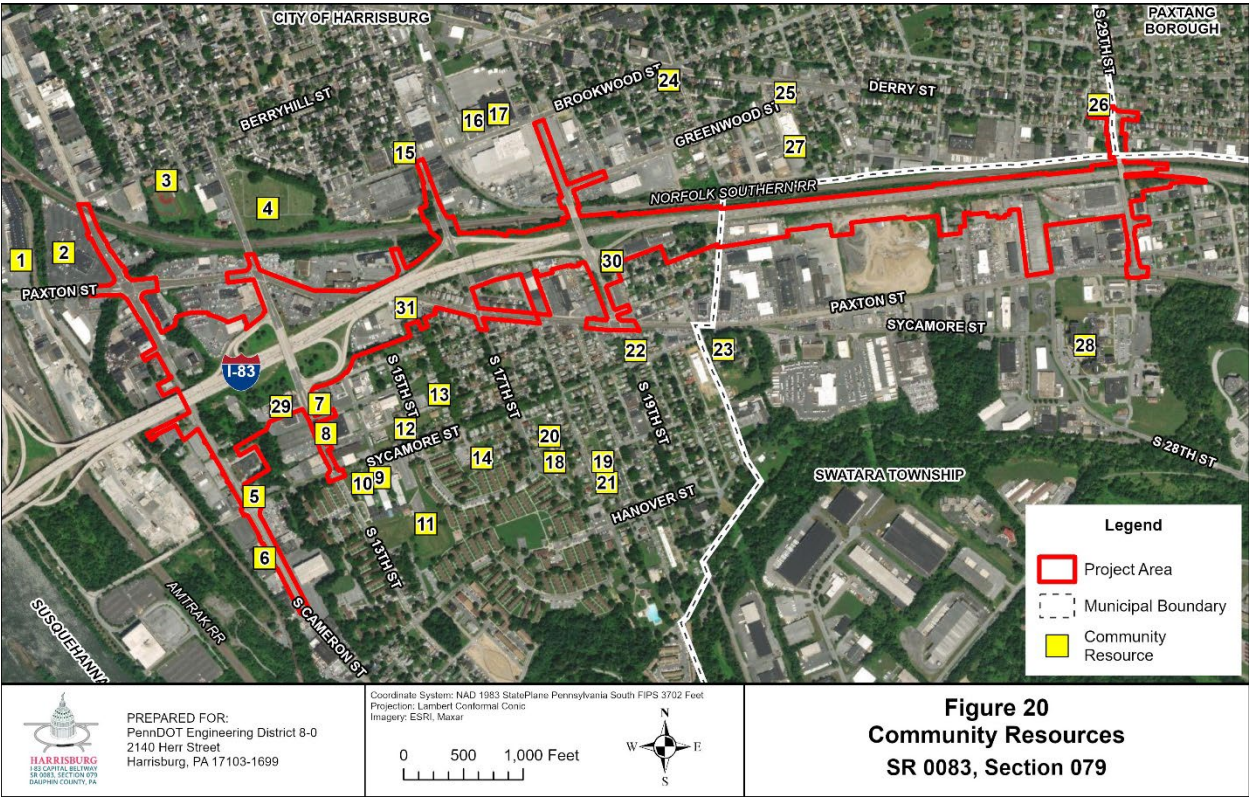 CITY OF HARRISBURG
PAXTANG
BOROUGH
S 29TH ST
BERRYHILL ST
BROOKWOOD ST
24
25
DERRY ST
26
16
17
GREENWOOD ST
15
27
3
4
NORFOLK SOUTHERN RR
1
2
30
PAXTON ST
31
PAXTON ST
SYCAMORE ST
22
23
28
I-83
29
7
S 15TH ST
13
S 17TH ST
S 19TH ST
8
12
SYCAMORE ST
20
14
18
19
S 28TH ST
10
9
21
SWATARA TOWNSHIP
5
HANOVER ST
11
6
S 13TH ST
AMTRAK RR
S CAMERON ST
SUSQUEHANNA
Legend
Project Area
Municipal Boundary
Community
Resource
HARRISBURG
I-83 CAPITAL BELTWAY
SR 0083, SECTION 079
DAUPHIN COUNTY, PA
PREPARED FOR:
PennDOT Engineering District 8-0
2140 Herr Street
Harrisburg, PA 17103-1699
Coordinate System: NAD 1983 StatePlane Pennsylvania South FIPS 3702 Feet
Projection: Lambert Conformal Conic
Imagery: ESRI, Maxar
0 500 1,000 Feet
N
W E
S
Figure 20
Community Resources
SR 0083, Section 079